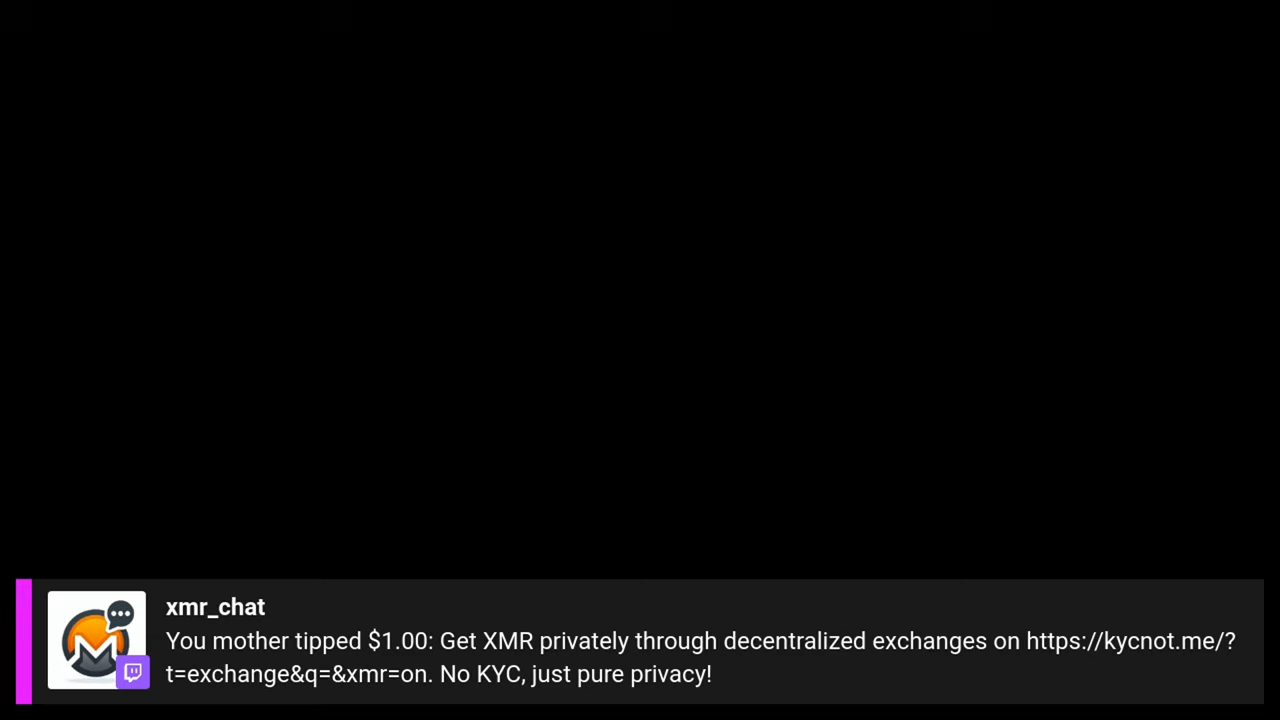 xmr_chat
You mother tipped $1.00: Get XMR privately through decentralized exchanges on https://kycnot.me/?
t=exchange&q=&xmr=on. No KYC, just pure privacy!